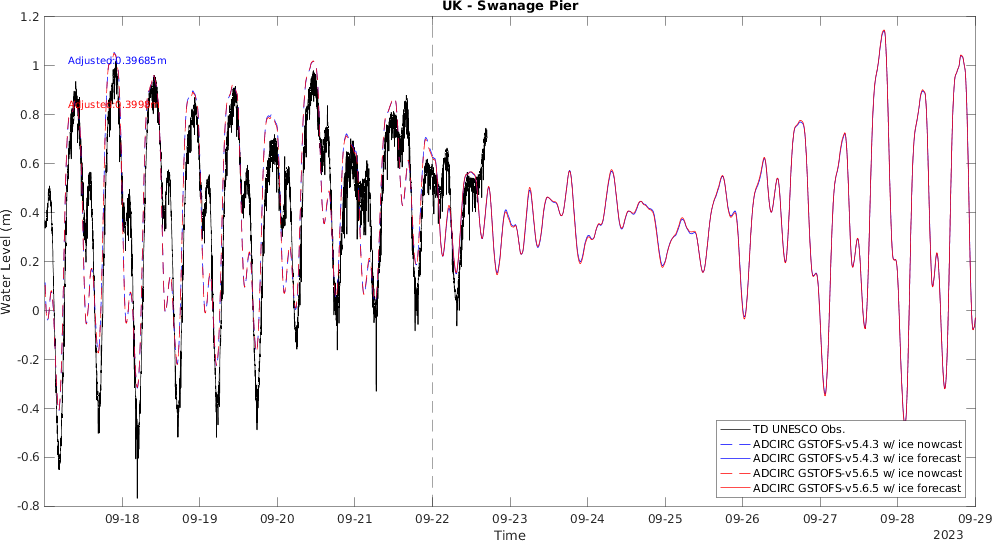 UK - Swanage Pier
Adjusted:0.39685m
Adjusted:0.399
Water Level (m)
1.2
1
0.8
0.6
0.4
0.2
0
-0.2
-0.4
-0.6
-0.8
TD UNESCO Obs.
ADCIRC GSTOFS-v5.4.3 w/ ice nowcast
ADCIRC GSTOFS-v5.4.3 w/ ice forecast
ADCIRC GSTOFS-v5.6.5 w/ ice nowcast
ADCIRC GSTOFS-v5.6.5 w/ ice forecast
09-18 09-19 09-20 09-21 09-22 09-23 09-24 09-25 09-26 09-27 09-28 09-29
Time
2023